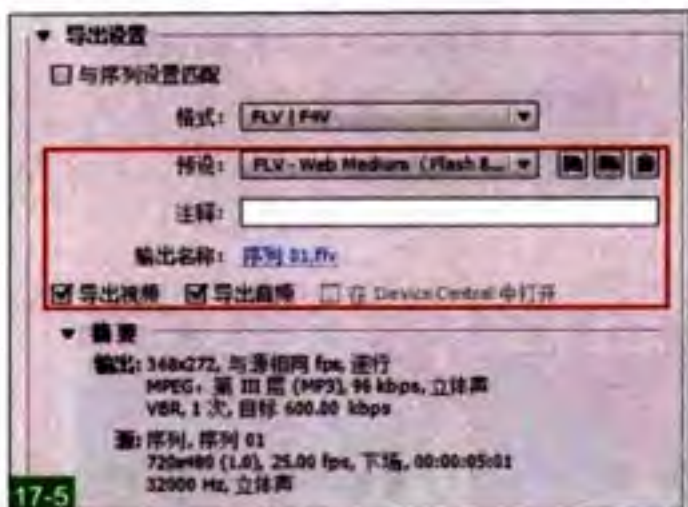 导出设置
与序列设置匹配
格式: FLV | F4V
预设: FLV - Web Medium (Flash 8...
注释:
输出名称: 序列 01.flv
导出视频 导出音频 在 Device Central 中打开
摘要
输出: 368x272, 与源相同 fps, 逐行
MPEG, 第 III 层 (MP3), 96 kbps, 立体声
VBR, 1 次, 目标 600.00 kbps
源: 序列, 序列 01
720x480 (1.0), 25.00 fps, 下场, 00:00:05:01
32000 Hz, 立体声
17-5